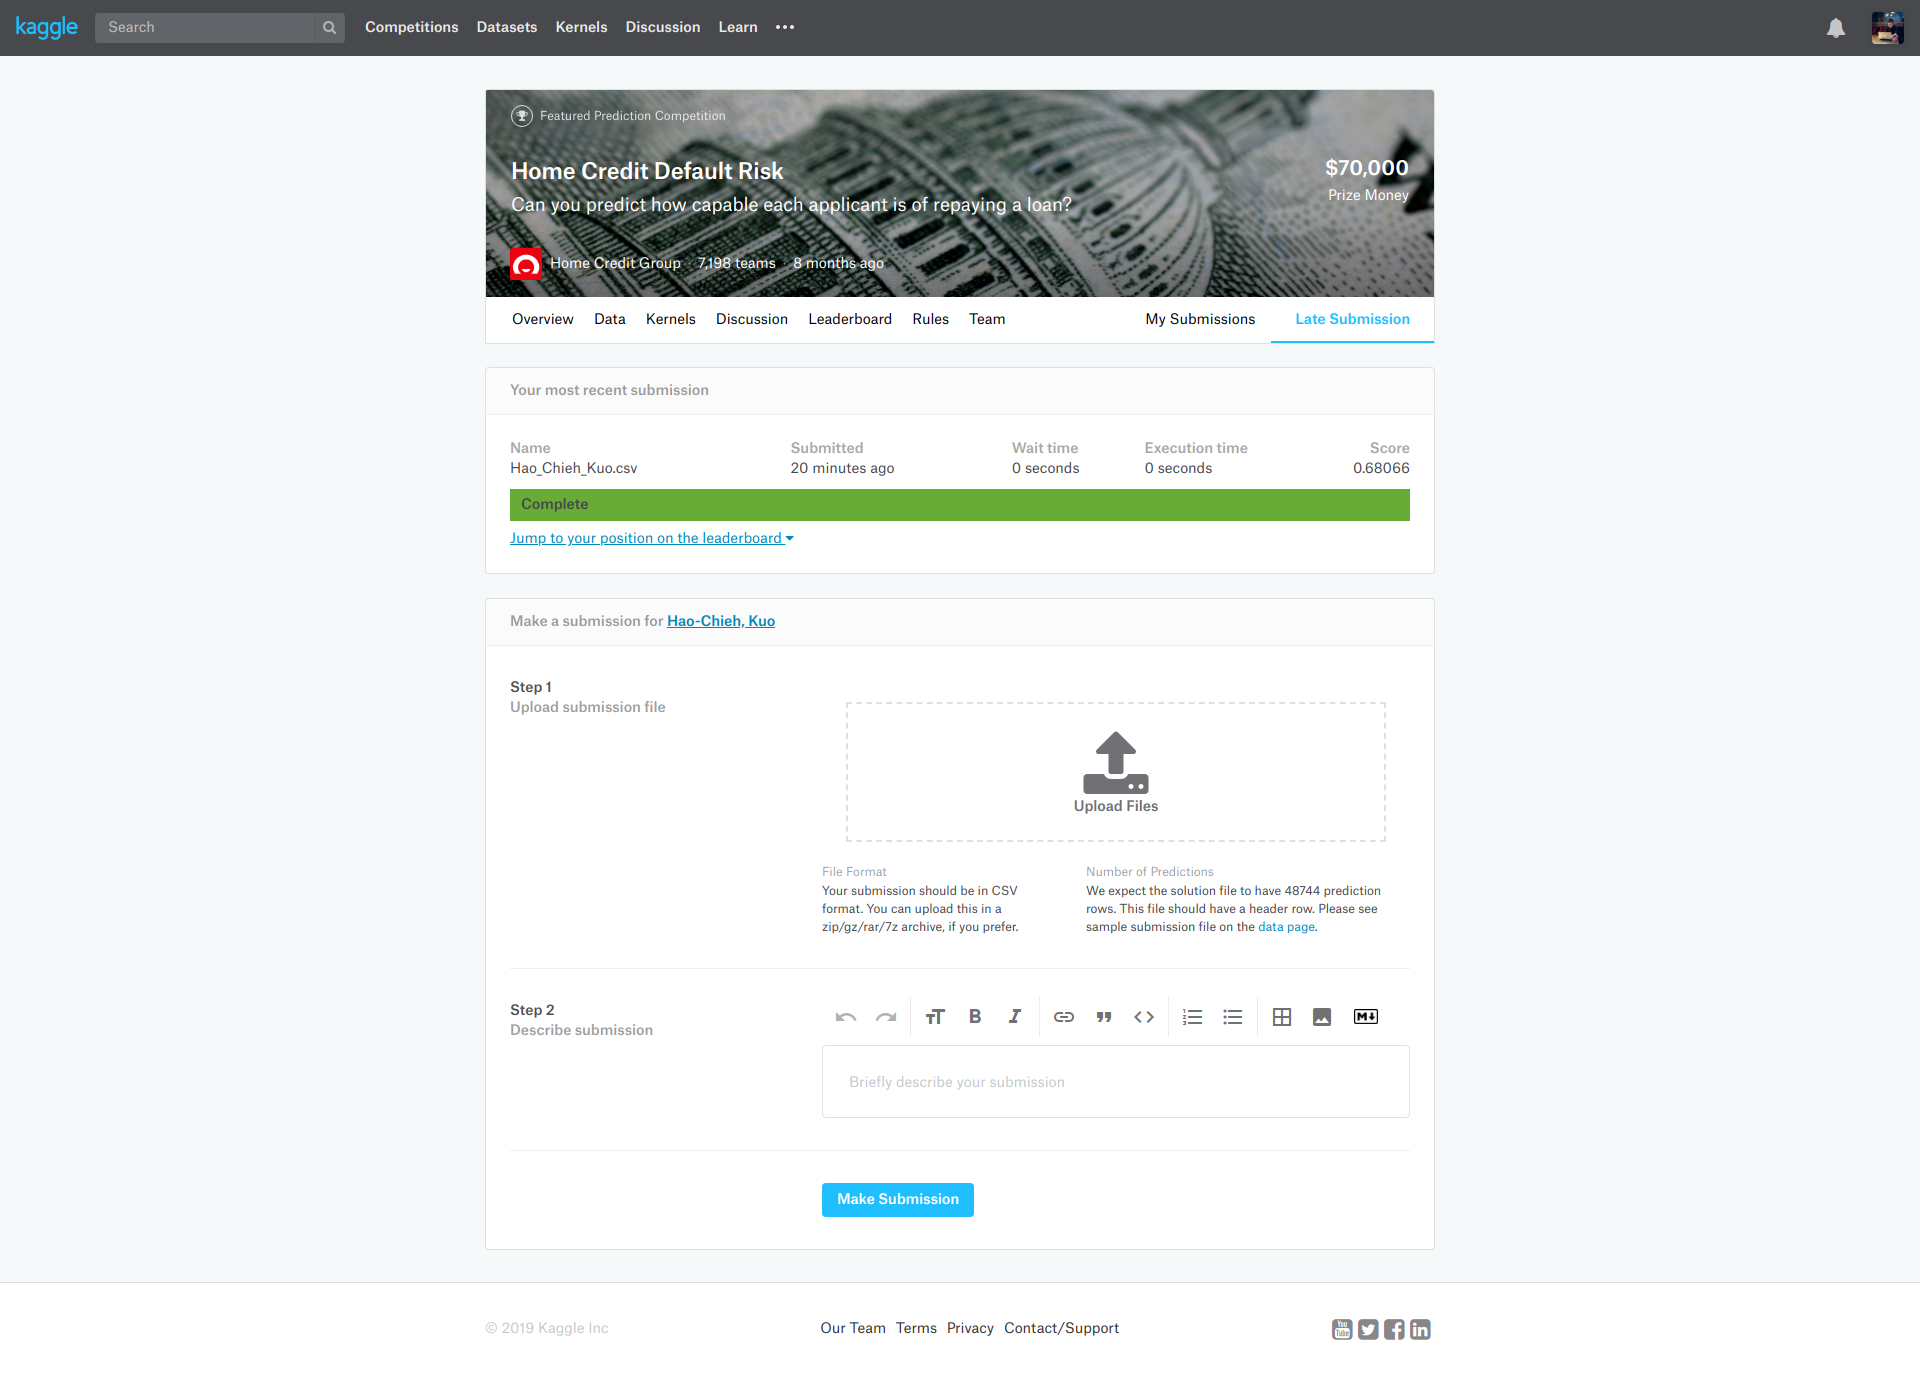 kaggle
Search
Competitions Datasets Kernels Discussion Learn
Featured Prediction Competition
Home Credit Default Risk
Can you predict how capable each applicant is of repaying a loan?
$70,000
Prize Money
Home Credit Group · 7,198 teams · 8 months ago
Overview Data Kernels Discussion Leaderboard Rules Team My Submissions Late Submission
Your most recent submission
Name Submitted Wait time Execution time Score
Hao_Chieh_Kuo.csv 20 minutes ago 0 seconds 0 seconds 0.68066
Complete
Jump to your position on the leaderboard
Make a submission for Hao-Chieh, Kuo
Step 1
Upload submission file
Upload Files
File Format
Your submission should be in CSV
format. You can upload this in a
zip/gz/rar/7z archive, if you prefer.
Number of Predictions
We expect the solution file to have 48744 prediction
rows. This file should have a header row. Please see
sample submission file on the data page.
Step 2
Describe submission
Briefly describe your submission
Make Submission
© 2019 Kaggle Inc
Our Team Terms Privacy Contact/Support